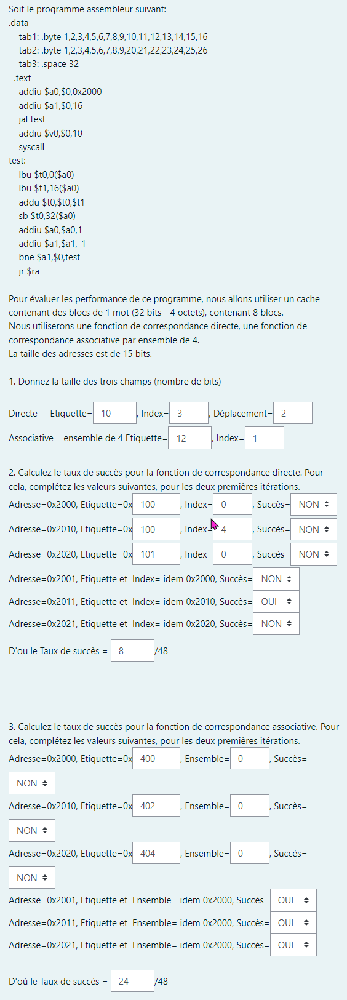 Soit le programme assembleur suivant:
.data
tab1: .byte 1,2,3,4,5,6,7,8,9,10,11,12,13,14,15,16
tab2: .byte 1,2,3,4,5,6,7,8,9,20,21,22,23,24,25,26
tab3: .space 32
.text
addiu $a0,$0,0x2000
addiu $a1,$0,16
jal test
addiu $v0,$0,10
syscall
test:
lbu $t0,0($a0)
lbu $t1,16($a0)
addu $t0,$t0,$t1
sb $t0,32($a0)
addiu $a0,$a0,1
addiu $a1,$a1,-1
bne $a1,$0,test
jr $ra
Pour évaluer les performance de ce programme, nous allons utiliser un cache
contenant des blocs de 1 mot (32 bits - 4 octets), contenant 8 blocs.
Nous utiliserons une fonction de correspondance directe, une fonction de
correspondance associative par ensemble de 4.
La taille des adresses est de 15 bits.
1. Donnez la taille des trois champs (nombre de bits)
Directe Etiquette= 10 , Index= 3 , Déplacement= 2
Associative ensemble de 4 Etiquette= 12 , Index= 1
2. Calculez le taux de succès pour la fonction de correspondance directe. Pour
cela, complétez les valeurs suivantes, pour les deux premières itérations.
Adresse=0x2000, Etiquette=0x 100 , Index= 0 , Succès= NON
Adresse=0x2010, Etiquette=0x 100 , Index= 4 , Succès= NON
Adresse=0x2020, Etiquette=0x 101 , Index= 0 , Succès= NON
Adresse=0x2001, Etiquette et Index= idem 0x2000, Succès= NON
Adresse=0x2011, Etiquette et Index= idem 0x2010, Succès= OUI
Adresse=0x2021, Etiquette et Index= idem 0x2020, Succès= NON
D'ou le Taux de succès = 8 /48
3. Calculez le taux de succès pour la fonction de correspondance associative. Pour
cela, complétez les valeurs suivantes, pour les deux premières itérations.
Adresse=0x2000, Etiquette=0x 400 , Ensemble= 0 , Succès=
NON
Adresse=0x2010, Etiquette=0x 402 , Ensemble= 0 , Succès=
NON
Adresse=0x2020, Etiquette=0x 404 , Ensemble= 0 , Succès=
NON
Adresse=0x2001, Etiquette et Ensemble= idem 0x2000, Succès= OUI
Adresse=0x2011, Etiquette et Ensemble= idem 0x2000, Succès= OUI
Adresse=0x2021, Etiquette et Ensemble= idem 0x2000, Succès= OUI
D'où le Taux de succès = 24 /48